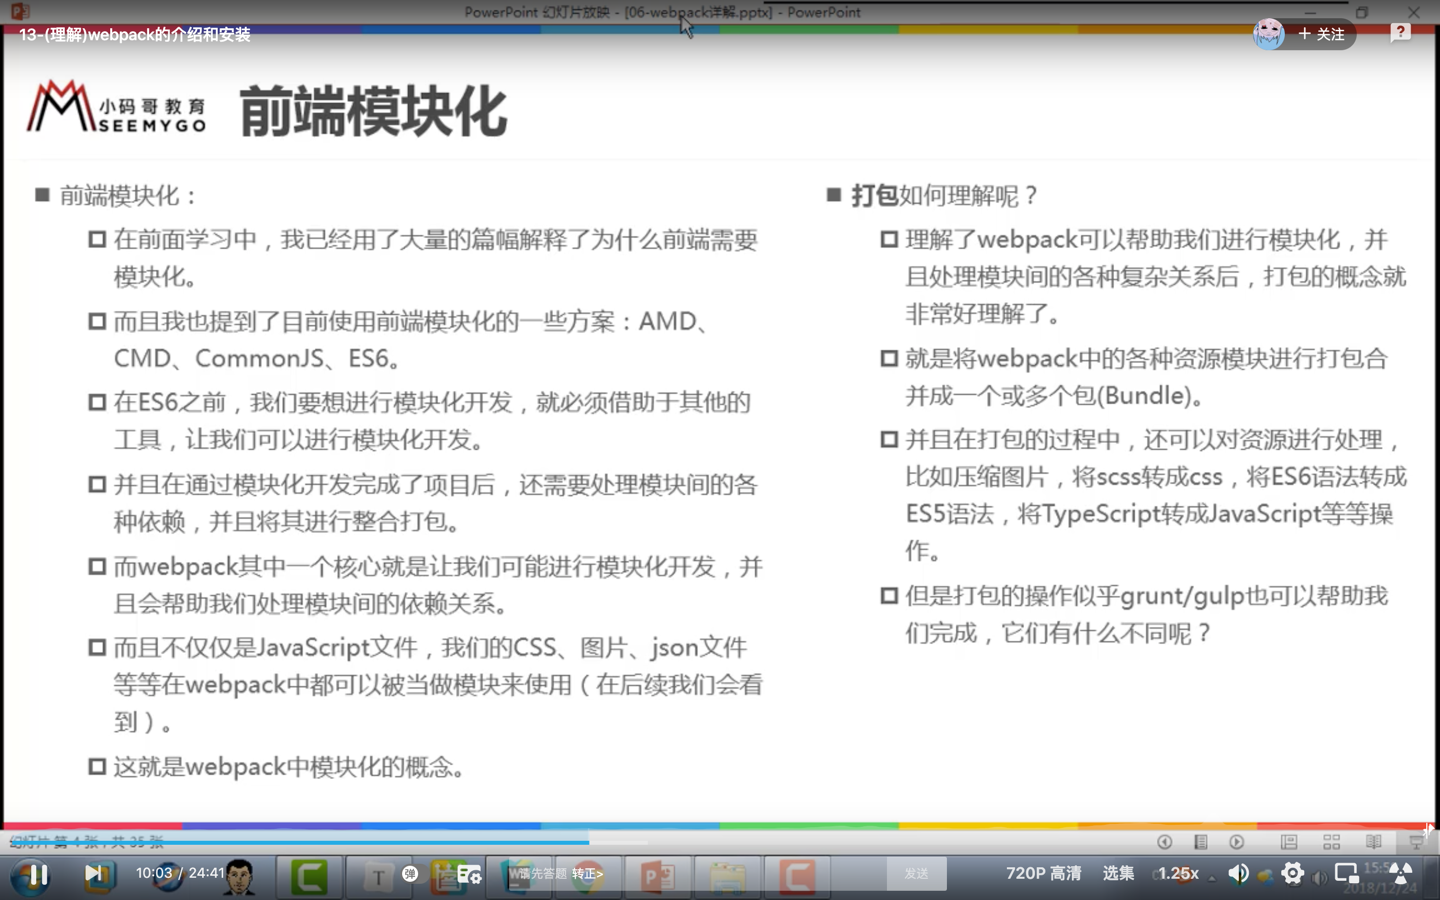 PowerPoint 幻灯片放映 - [06-webpack详解.pptx] - PowerPoint
13-(理解)webpack的介绍和安装
+ 关注
小码哥教育
SEEMYGO
前端模块化
前端模块化：
在前面学习中，我已经用了大量的篇幅解释了为什么前端需要
模块化。
而且我也提到了目前使用前端模块化的一些方案：AMD、
CMD、CommonJS、ES6。
在ES6之前，我们要想进行模块化开发，就必须借助于其他的
工具，让我们可以进行模块化开发。
并且在通过模块化开发完成了项目后，还需要处理模块间的各
种依赖，并且将其进行整合打包。
而webpack其中一个核心就是让我们可能进行模块化开发，并
且会帮助我们处理模块间的依赖关系。
而且不仅仅是JavaScript文件，我们的CSS、图片、json文件
等等在webpack中都可以被当做模块来使用（在后续我们会看
到）。
这就是webpack中模块化的概念。
打包如何理解呢？
理解了webpack可以帮助我们进行模块化，并
且处理模块间的各种复杂关系后，打包的概念就
非常好理解了。
就是将webpack中的各种资源模块进行打包合
并成一个或多个包(Bundle)。
并且在打包的过程中，还可以对资源进行处理，
比如压缩图片，将scss转成css，将ES6语法转成
ES5语法，将TypeScript转成JavaScript等等操
作。
但是打包的操作似乎grunt/gulp也可以帮助我
们完成，它们有什么不同呢？
幻灯片 第 4 张，共 35 张
10:03 / 24:41
弹
请先答题 转正>
发送
720P 高清
选集
1.25x
2018/12/24